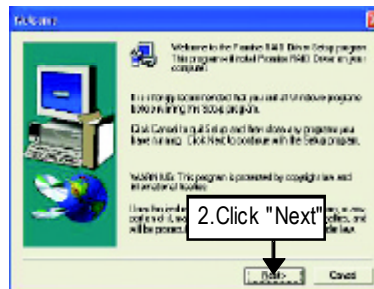 Welcome
Welcome to the Promise RAID Driver Setup program.
This program will install Promise RAID Driver on your
computer.
It is strongly recommended that you exit all Windows programs
before running this Setup program.
Click Cancel to quit Setup and then close any programs you
have running. Click Next to continue with the Setup program.
WARNING: This program is protected by copyright law and
international treaties.
2.Click "Next"
Next>
Cancel